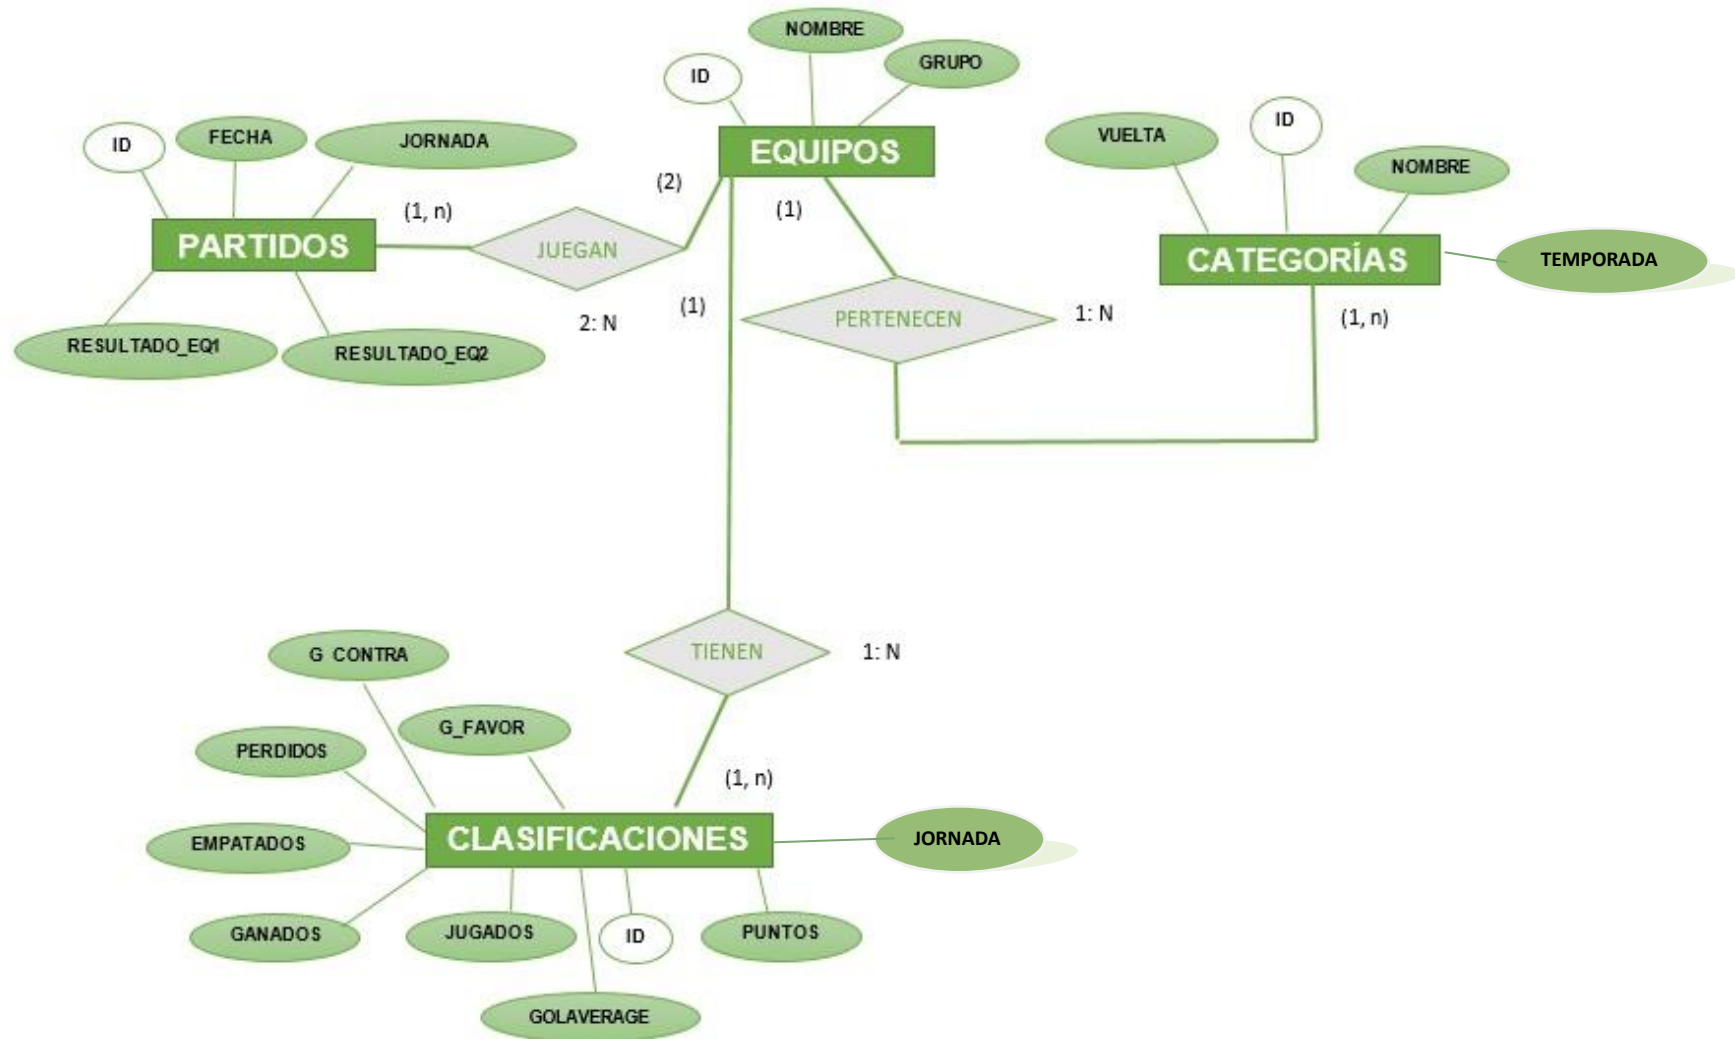 NOMBRE
GRUPO
ID
EQUIPOS
ID
FECHA
JORNADA
PARTIDOS
(1, n)
JUEGAN
(2)
2: N
RESULTADO_EQ1
RESULTADO_EQ2
(1)
(1)
PERTENECEN
1: N
VUELTA
ID
NOMBRE
CATEGORÍAS
TEMPORADA
(1, n)
TIENEN
1: N
(1, n)
G CONTRA
G_FAVOR
PERDIDOS
EMPATADOS
CLASIFICACIONES
JORNADA
GANADOS
JUGADOS
ID
PUNTOS
GOLAVERAGE